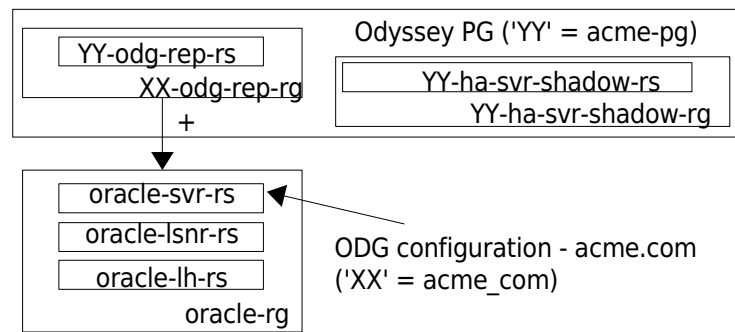 Odyssey PG ('YY' = acme-pg)
YY-odg-rep-rs
XX-odg-rep-rg
YY-ha-svr-shadow-rs
YY-ha-svr-shadow-rg
+
oracle-svr-rs
oracle-lsnr-rs
oracle-lh-rs
oracle-rg
ODG configuration - acme.com
('XX' = acme_com)